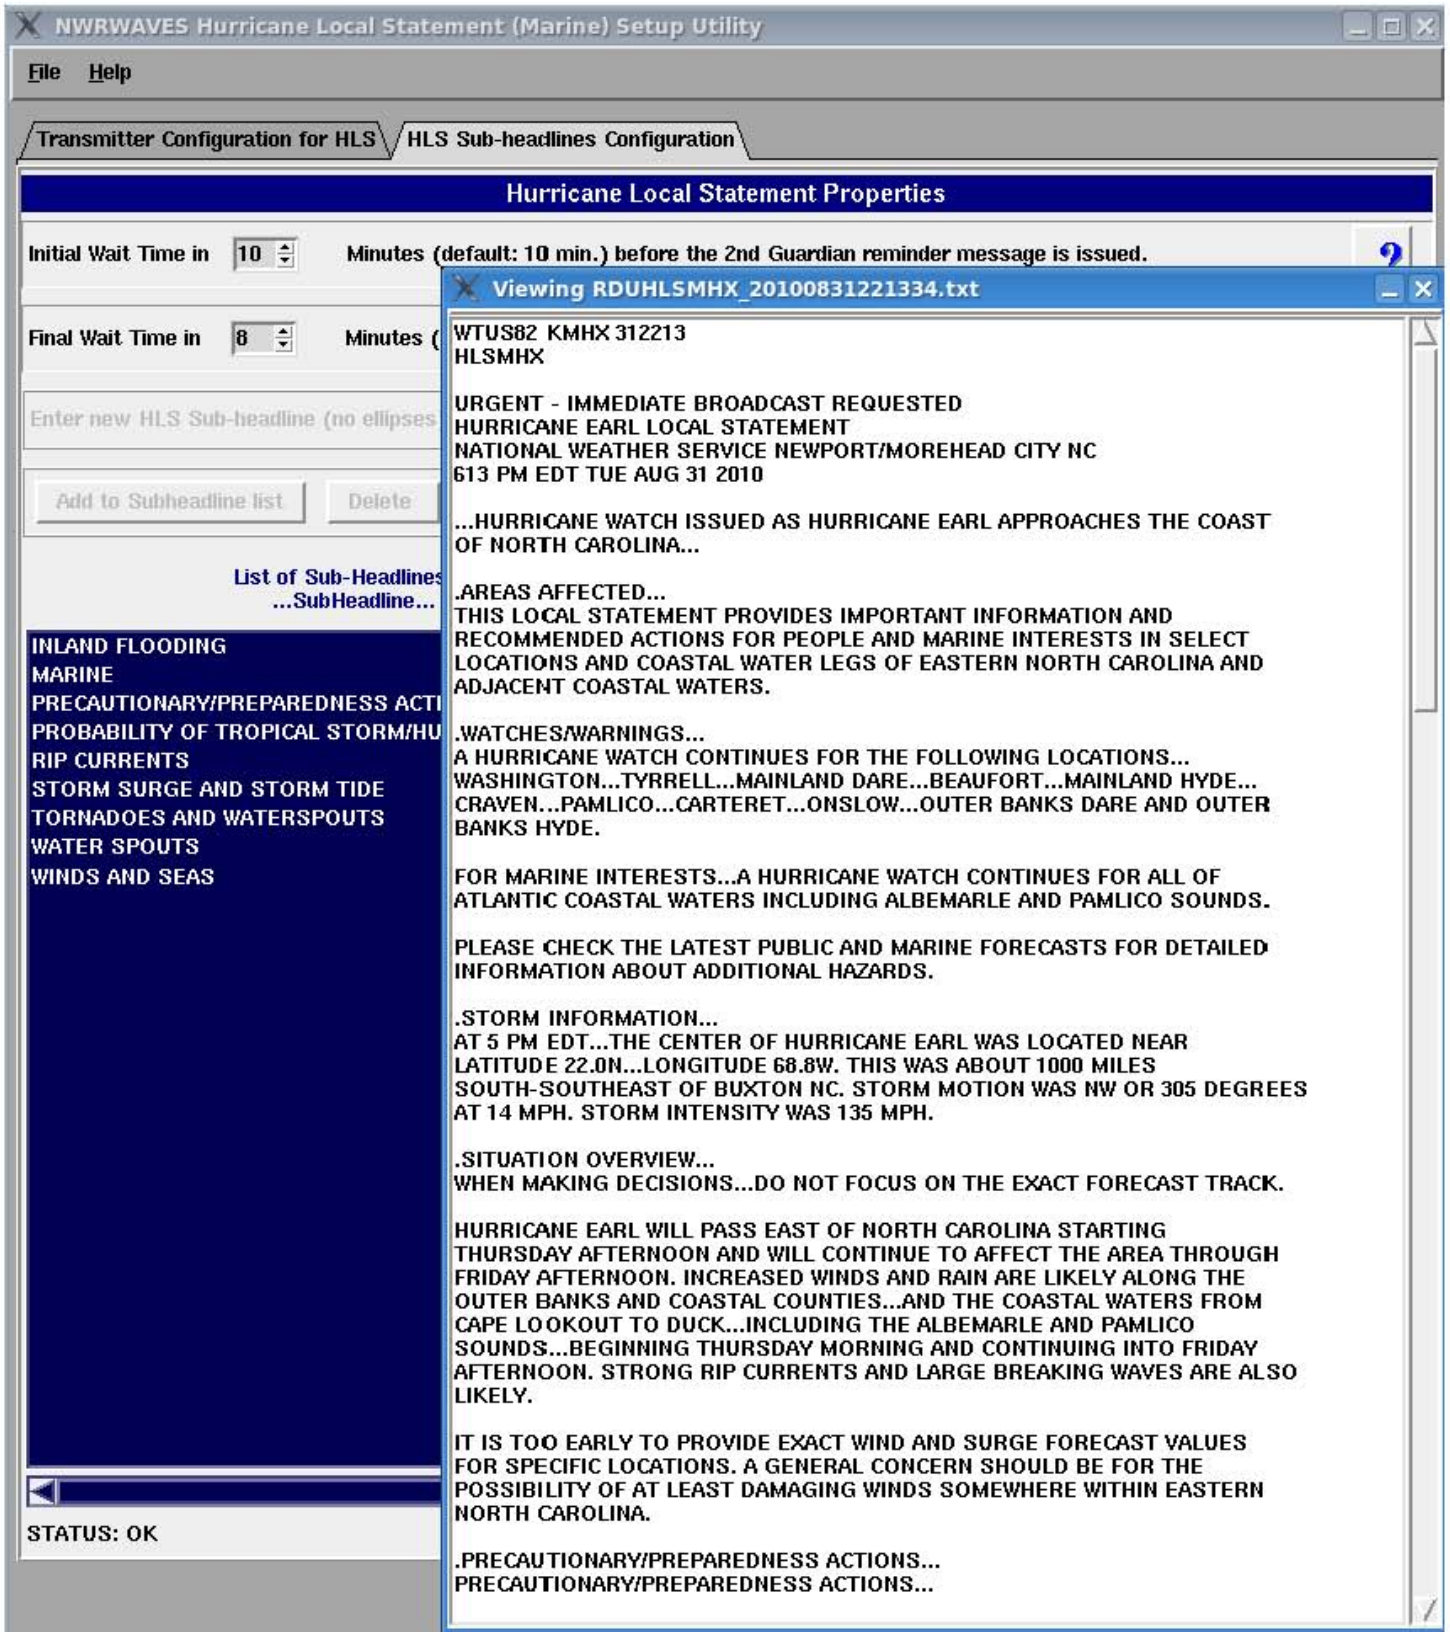 NWRWAVES Hurricane Local Statement (Marine) Setup Utility
File Help
Transmitter Configuration for HLS HLS Sub-headlines Configuration
Hurricane Local Statement Properties
Initial Wait Time in 10 Minutes (default: 10 min.) before the 2nd Guardian reminder message is issued. ?
Final Wait Time in 8 Minutes (
Enter new HLS Sub-headline (no ellipses
Add to Subheadline list Delete
List of Sub-Headlines
...SubHeadline...
INLAND FLOODING
MARINE
PRECAUTIONARY/PREPAREDNESS ACTI
PROBABILITY OF TROPICAL STORM/HU
RIP CURRENTS
STORM SURGE AND STORM TIDE
TORNADOES AND WATERSPOUTS
WATER SPOUTS
WINDS AND SEAS
STATUS: OK
Viewing RDUHLSMHX_20100831221334.txt
WTUS82 KMHX 312213
HLSMHX
URGENT - IMMEDIATE BROADCAST REQUESTED
HURRICANE EARL LOCAL STATEMENT
NATIONAL WEATHER SERVICE NEWPORT/MOREHEAD CITY NC
613 PM EDT TUE AUG 31 2010
...HURRICANE WATCH ISSUED AS HURRICANE EARL APPROACHES THE COAST
OF NORTH CAROLINA...
.AREAS AFFECTED...
THIS LOCAL STATEMENT PROVIDES IMPORTANT INFORMATION AND
RECOMMENDED ACTIONS FOR PEOPLE AND MARINE INTERESTS IN SELECT
LOCATIONS AND COASTAL WATER LEGS OF EASTERN NORTH CAROLINA AND
ADJACENT COASTAL WATERS.
.WATCHES/WARNINGS...
A HURRICANE WATCH CONTINUES FOR THE FOLLOWING LOCATIONS...
WASHINGTON...TYRRELL...MAINLAND DARE...BEAUFORT...MAINLAND HYDE...
CRAVEN...PAMLICO...CARTERET...ONSLOW...OUTER BANKS DARE AND OUTER
BANKS HYDE.
FOR MARINE INTERESTS...A HURRICANE WATCH CONTINUES FOR ALL OF
ATLANTIC COASTAL WATERS INCLUDING ALBEMARLE AND PAMLICO SOUNDS.
PLEASE CHECK THE LATEST PUBLIC AND MARINE FORECASTS FOR DETAILED
INFORMATION ABOUT ADDITIONAL HAZARDS.
.STORM INFORMATION...
AT 5 PM EDT...THE CENTER OF HURRICANE EARL WAS LOCATED NEAR
LATITUDE 22.0N...LONGITUDE 68.8W. THIS WAS ABOUT 1000 MILES
SOUTH-SOUTHEAST OF BUXTON NC. STORM MOTION WAS NW OR 305 DEGREES
AT 14 MPH. STORM INTENSITY WAS 135 MPH.
.SITUATION OVERVIEW...
WHEN MAKING DECISIONS...DO NOT FOCUS ON THE EXACT FORECAST TRACK.
HURRICANE EARL WILL PASS EAST OF NORTH CAROLINA STARTING
THURSDAY AFTERNOON AND WILL CONTINUE TO AFFECT THE AREA THROUGH
FRIDAY AFTERNOON. INCREASED WINDS AND RAIN ARE LIKELY ALONG THE
OUTER BANKS AND COASTAL COUNTIES...AND THE COASTAL WATERS FROM
CAPE LOOKOUT TO DUCK...INCLUDING THE ALBEMARLE AND PAMLICO
SOUNDS...BEGINNING THURSDAY MORNING AND CONTINUING INTO FRIDAY
AFTERNOON. STRONG RIP CURRENTS AND LARGE BREAKING WAVES ARE ALSO
LIKELY.
IT IS TOO EARLY TO PROVIDE EXACT WIND AND SURGE FORECAST VALUES
FOR SPECIFIC LOCATIONS. A GENERAL CONCERN SHOULD BE FOR THE
POSSIBILITY OF AT LEAST DAMAGING WINDS SOMEWHERE WITHIN EASTERN
NORTH CAROLINA.
.PRECAUTIONARY/PREPAREDNESS ACTIONS...
PRECAUTIONARY/PREPAREDNESS ACTIONS...